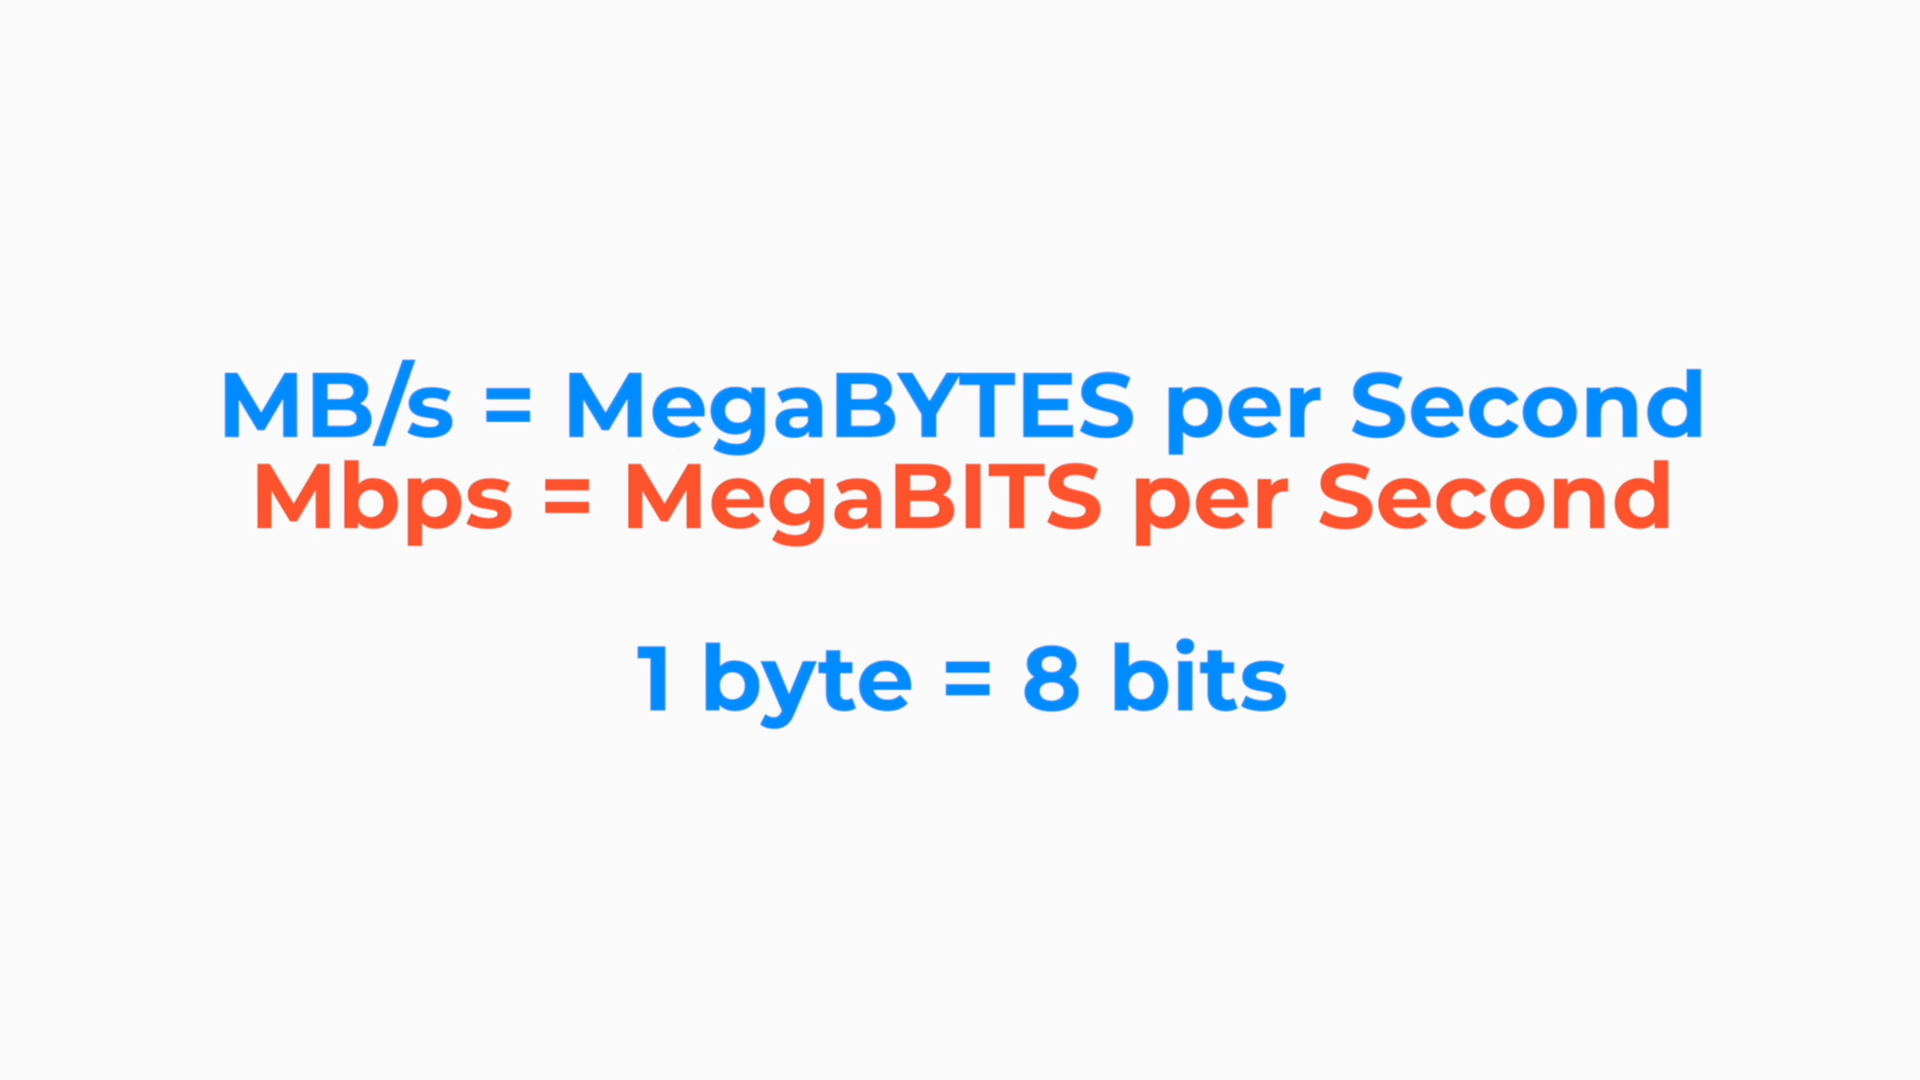 MB/s = MegaBYTES per Second
Mbps = MegaBITS per Second
1 byte = 8 bits